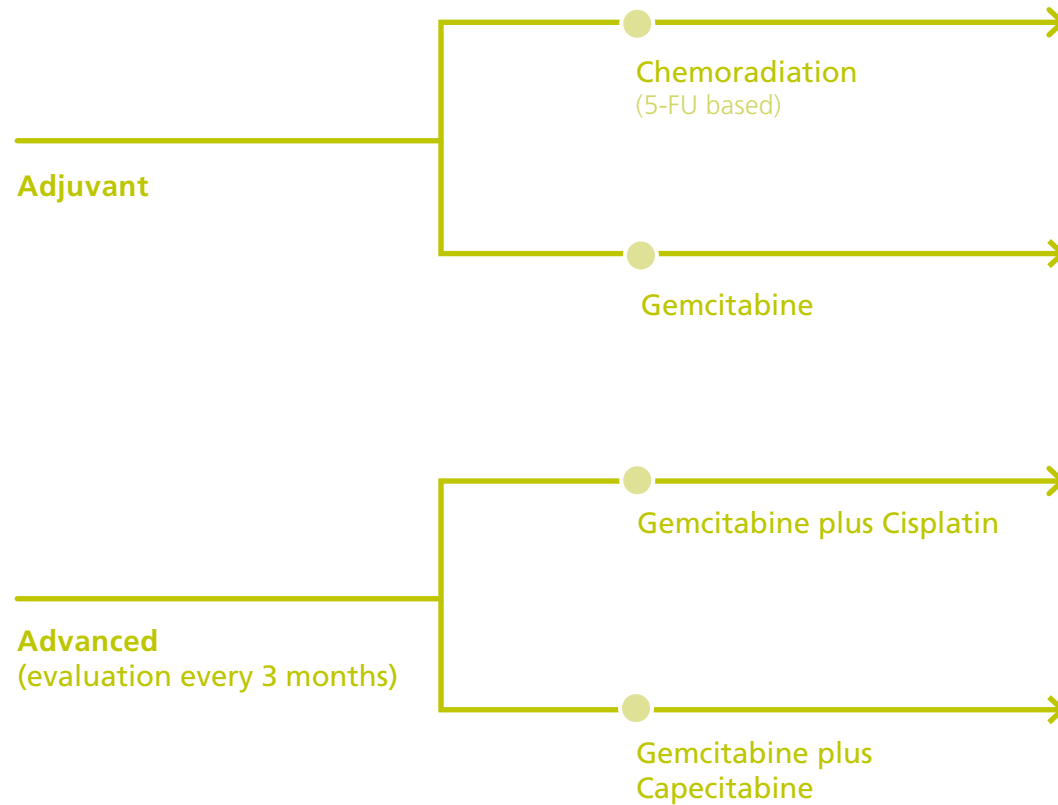 Chemoradiation
(5-FU based)
Adjuvant
Gemcitabine
Gemcitabine plus Cisplatin
Advanced
(evaluation every 3 months)
Gemcitabine plus
Capecitabine